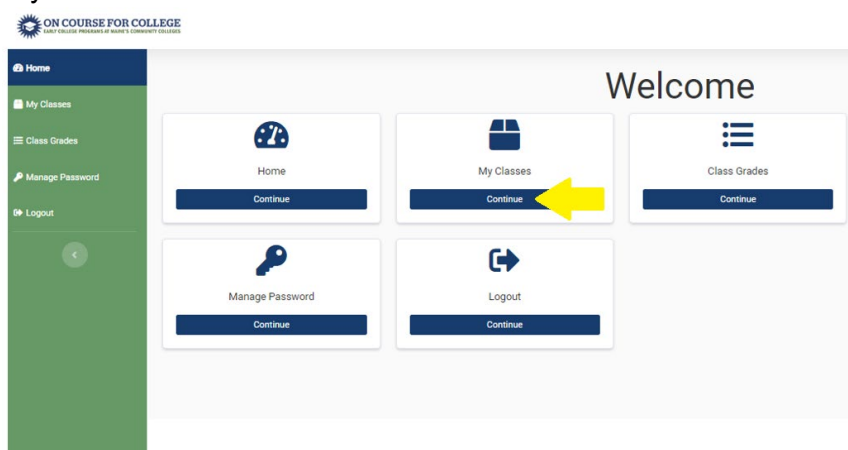 ON COURSE FOR COLLEGE
EARLY COLLEGE PROGRAMS AT MAINE'S COMMUNITY COLLEGES
Home
My Classes
Class Grades
Manage Password
Logout
Welcome
Home
My Classes
Class Grades
Continue
Continue
Continue
Manage Password
Logout
Continue
Continue